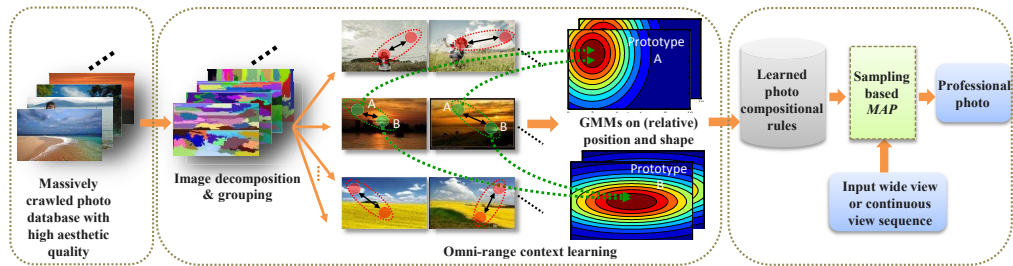 Massively
crawled photo
database with
high aesthetic
quality
Image decomposition
& grouping
A
B
A
B
Prototype
A
GMMs on (relative)
position and shape
Prototype
B
Omni-range context learning
Learned
photo
compositional
rules
Sampling
based
MAP
Professional
photo
Input wide view
or continuous
view sequence